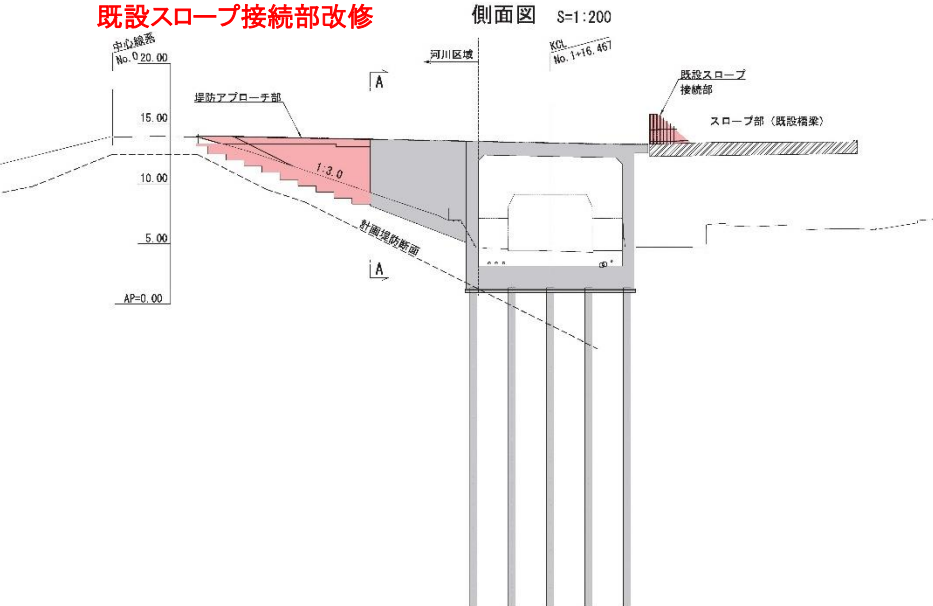 既設スロープ接続部改修
側面図 S=1:200
中心線系
No.0
20.00
河川区域
KCL
No.1+16.467
A
既設スロープ
接続部
堤防アプローチ部
15.00
スロープ部（既設橋梁）
1:3.0
10.00
計画堤防断面
5.00
A
AP=0.00